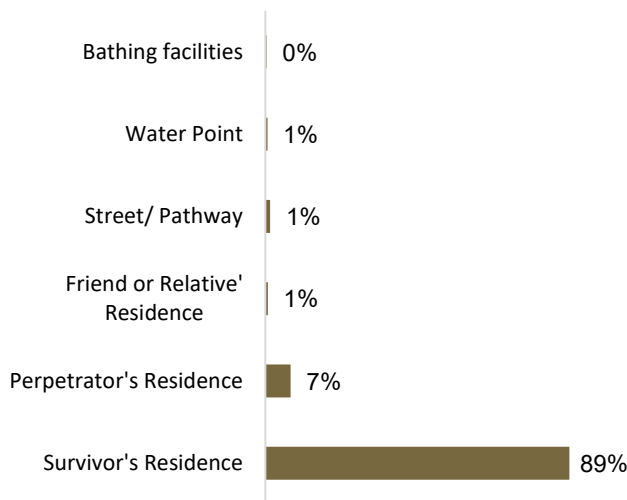 Bathing facilities 0%
Water Point 1%
Street/ Pathway 1%
Friend or Relative'
Residence 1%
Perpetrator's Residence 7%
Survivor's Residence 89%